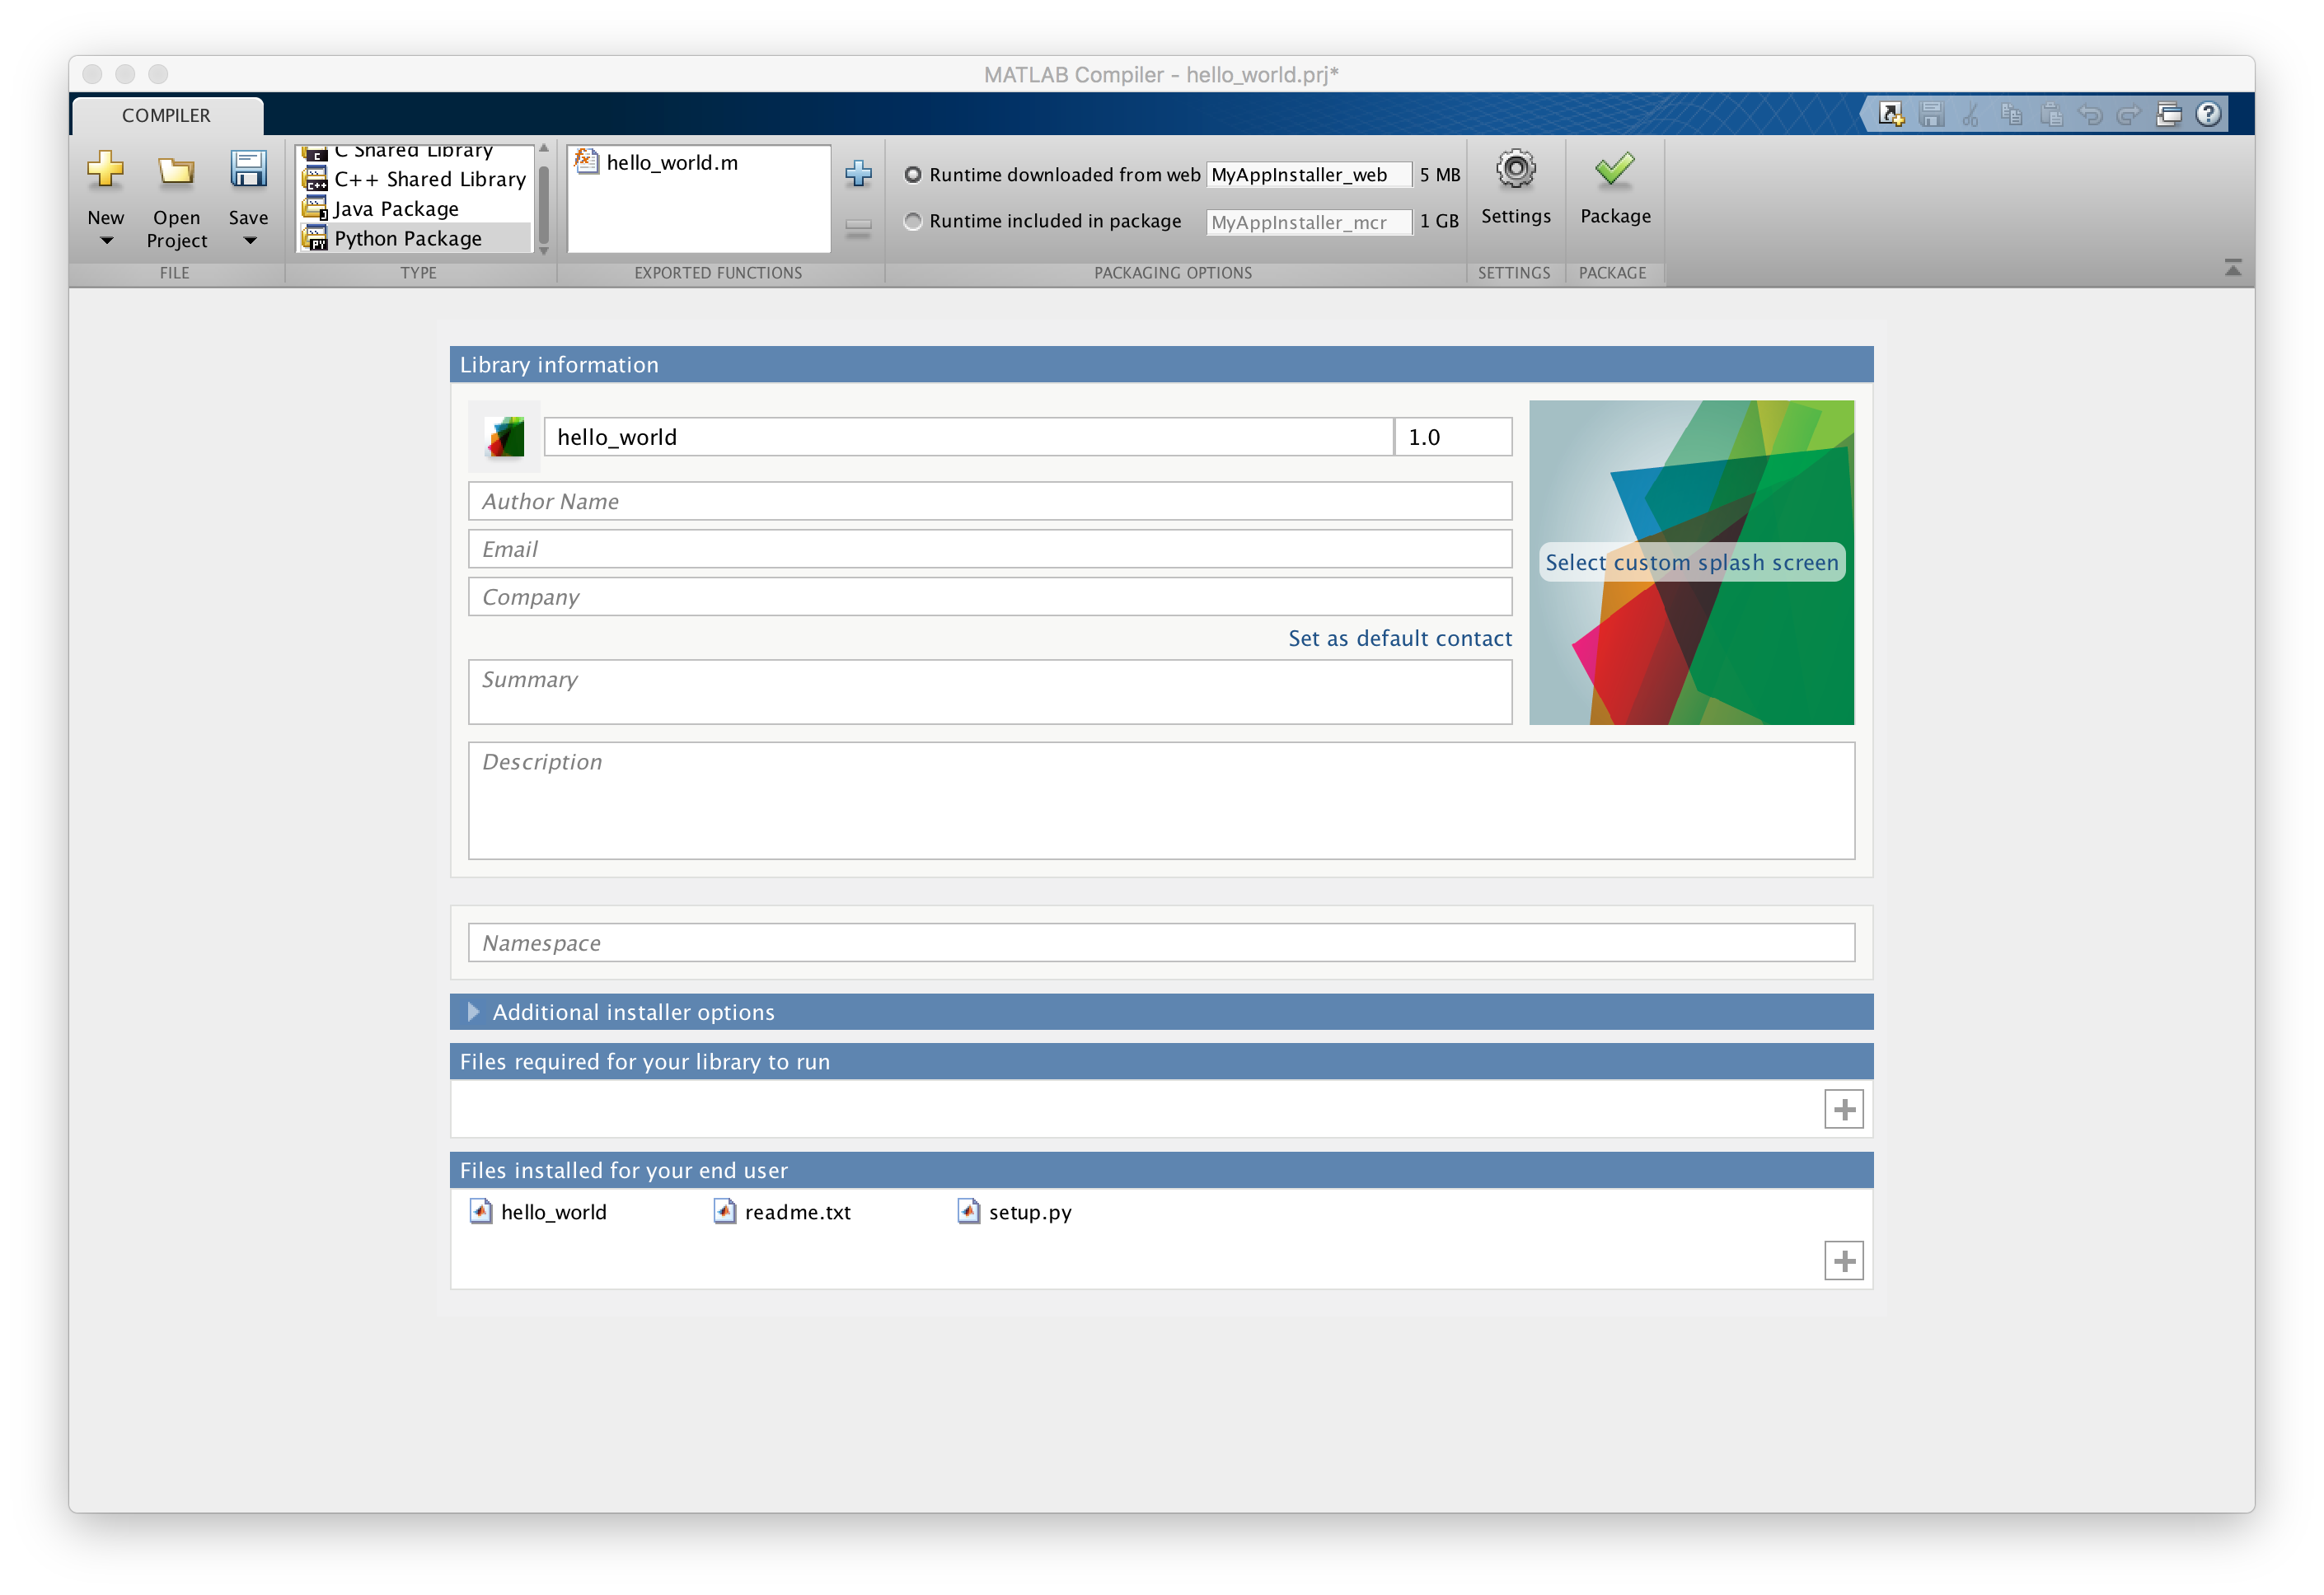 MATLAB Compiler - hello_world.prj*
COMPILER
New
Open Project
Save
FILE
C Shared Library
C++ Shared Library
Java Package
Python Package
TYPE
hello_world.m
EXPORTED FUNCTIONS
Runtime downloaded from web MyAppInstaller_web 5 MB
Runtime included in package MyAppInstaller_mcr 1 GB
PACKAGING OPTIONS
Settings
SETTINGS
Package
PACKAGE
Library information
hello_world 1.0
Author Name
Email
Company
Set as default contact
Summary
Select custom splash screen
Description
Namespace
Additional installer options
Files required for your library to run
Files installed for your end user
hello_world readme.txt setup.py